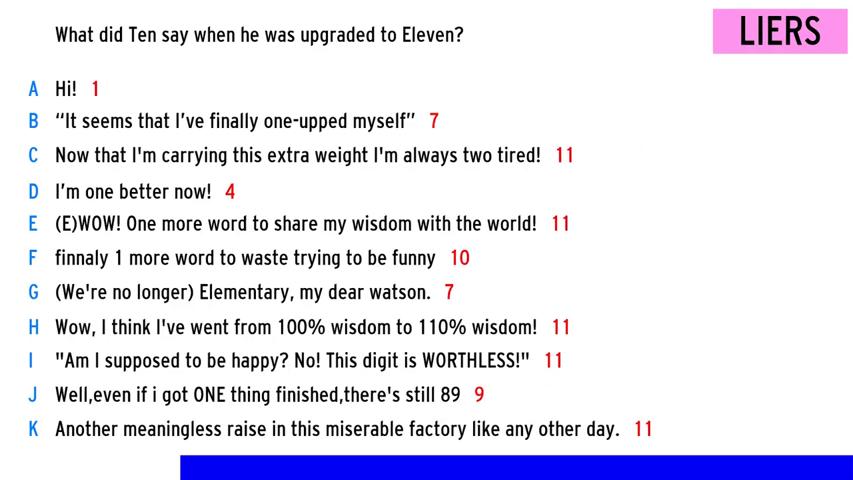 What did Ten say when he was upgraded to Eleven?
LIERS
A Hi! 1
B “It seems that I’ve finally one-upped myself” 7
C Now that I'm carrying this extra weight I'm always two tired! 11
D I’m one better now! 4
E (E)WOW! One more word to share my wisdom with the world! 11
F finnaly 1 more word to waste trying to be funny 10
G (We're no longer) Elementary, my dear watson. 7
H Wow, I think I've went from 100% wisdom to 110% wisdom! 11
I "Am I supposed to be happy? No! This digit is WORTHLESS!" 11
J Well,even if i got ONE thing finished,there's still 89 9
K Another meaningless raise in this miserable factory like any other day. 11